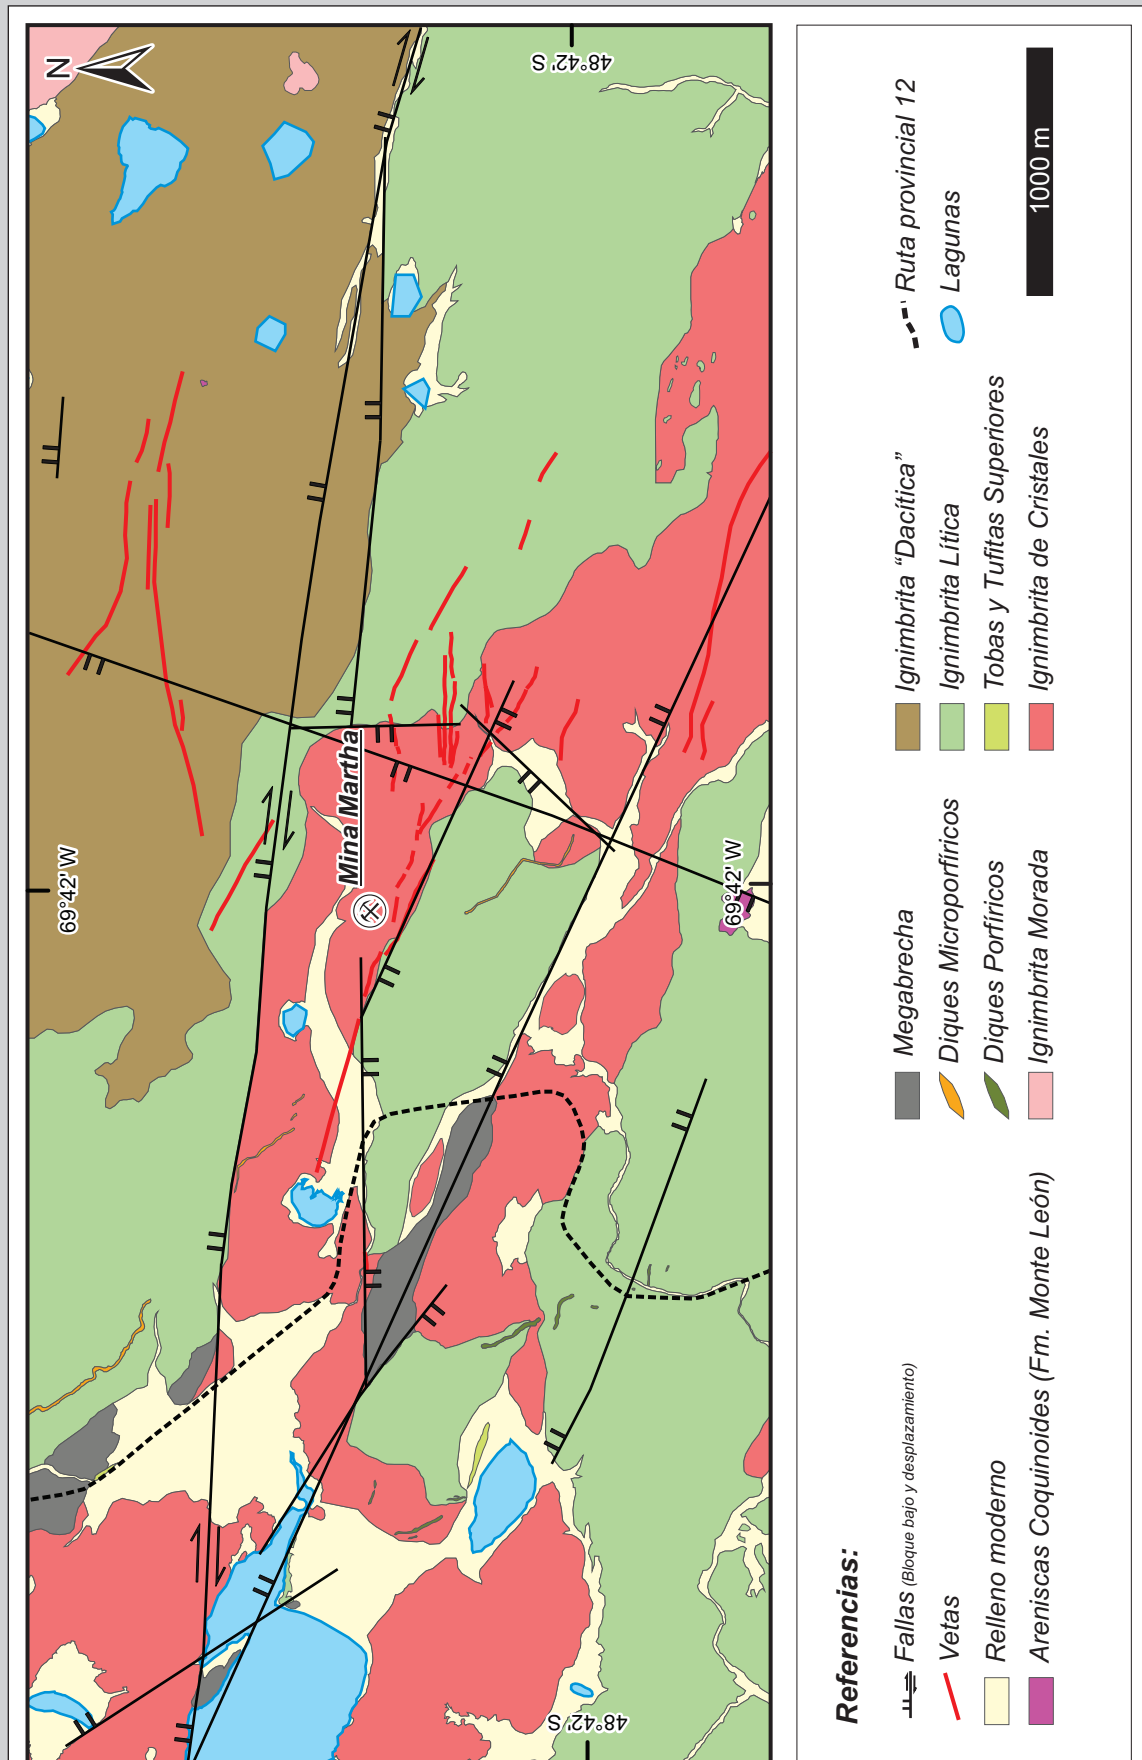 N
69°42' W
48°42' S
48°42' S
Mina Martha
69°42' W
Referencias:
Fallas (Bloque bajo y desplazamiento)
Vetas
Relleno moderno
Areniscas Coquinoides (Fm. Monte León)
Megabrecha
Diques Microporfíricos
Diques Porfíricos
Ignimbrita Morada
Ignimbrita “Dacítica”
Ignimbrita Lítica
Tobas y Tufitas Superiores
Ignimbrita de Cristales
Ruta provincial 12
Lagunas
1000 m